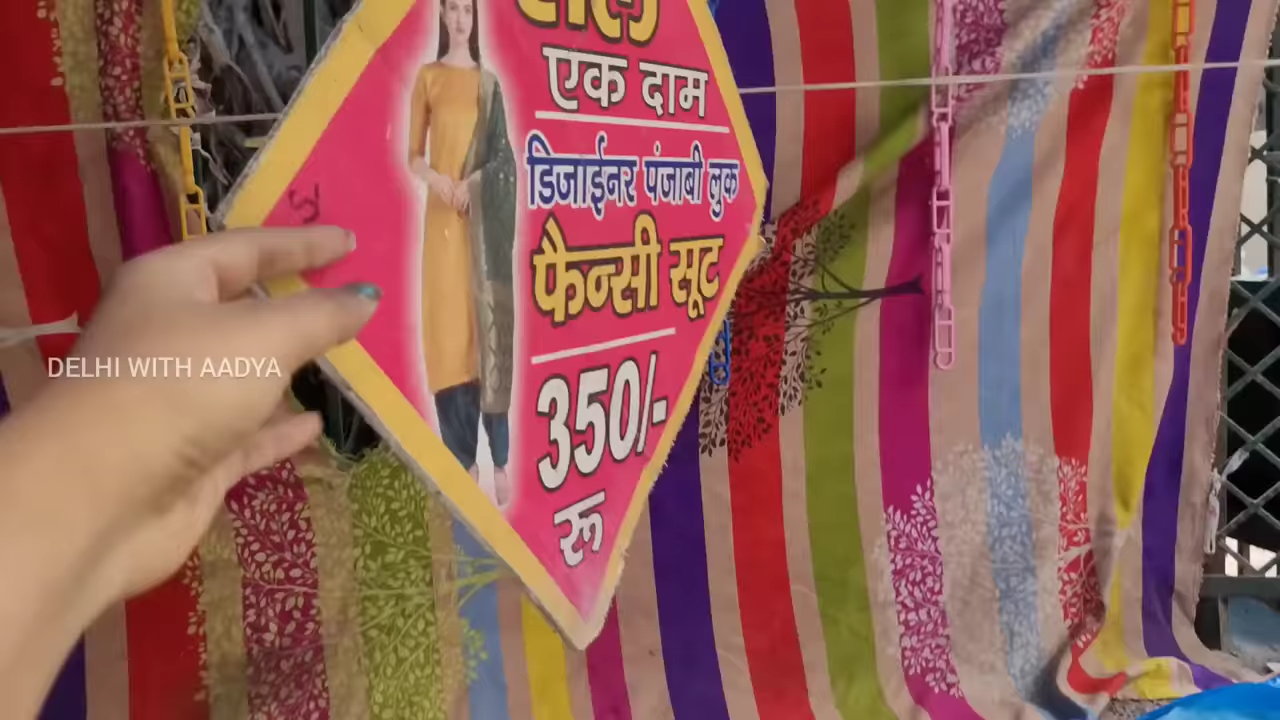 सेल
एक दाम
डिजाईनर पंजाबी लुक
फैन्सी सूट
350/-
रू
DELHI WITH AADYA